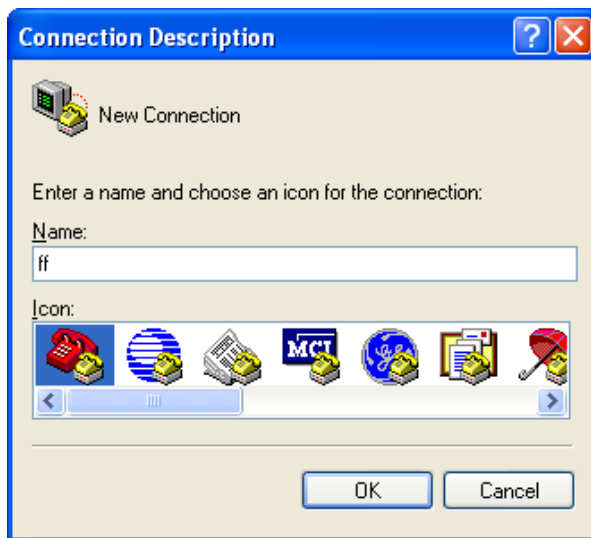 Connection Description
New Connection
Enter a name and choose an icon for the connection:
Name:
ff
Icon:
MCI
OK Cancel